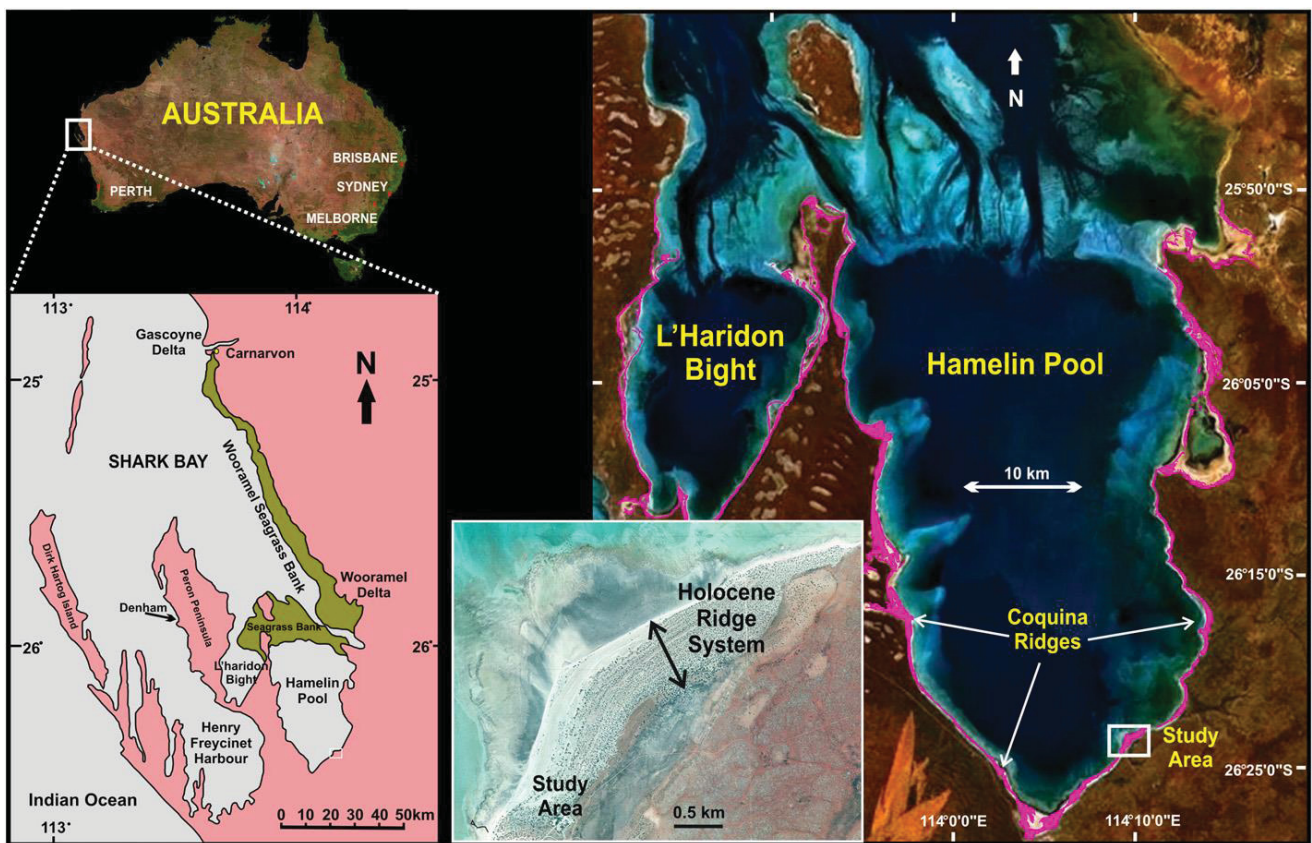 AUSTRALIA
BRISBANE
SYDNEY
PERTH
MELBORNE
113°
114°
Gascoyne
Delta
Carnarvon
N
25°
25°
SHARK BAY
Wooramel Seagrass Bank
Dirk Hartog Island
Peron Peninsula
Denham
Wooramel
Delta
Seagrass Bank
26°
26°
L'haridon
Bight
Hamelin
Pool
Henry
Freycinet
Harbour
Indian Ocean
0 10 20 30 40 50km
113°
Holocene
Ridge
System
Study
Area
0.5 km
N
25°50'0"S
L'Haridon
Bight
Hamelin Pool
26°05'0"S
10 km
26°15'0"S
Coquina
Ridges
Study
Area
26°25'0"S
114°0'0"E
114°10'0"E